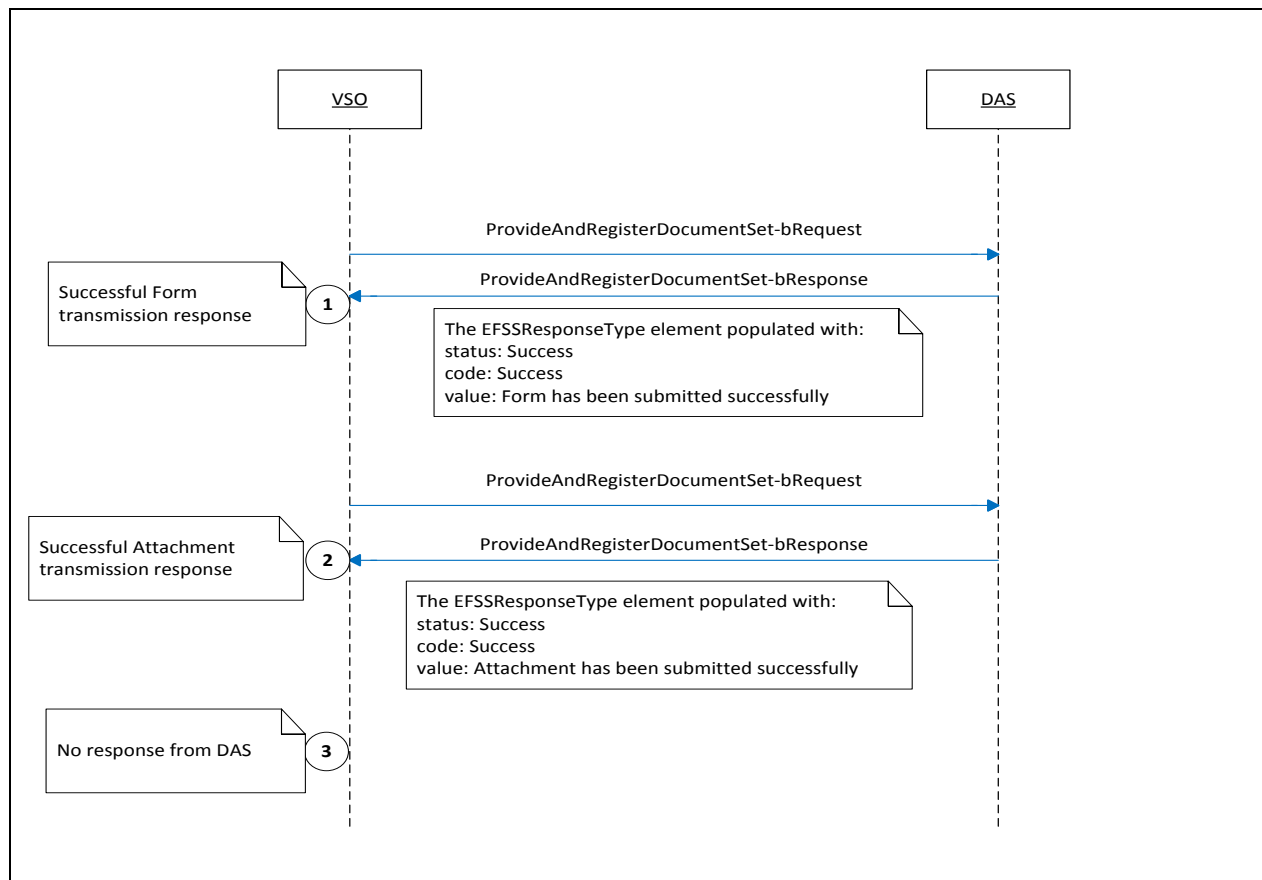 VSO
DAS
ProvideAndRegisterDocumentSet-bRequest
ProvideAndRegisterDocumentSet-bResponse
Successful Form
transmission response
1
The EFSSResponseType element populated with:
status: Success
code: Success
value: Form has been submitted successfully
ProvideAndRegisterDocumentSet-bRequest
ProvideAndRegisterDocumentSet-bResponse
Successful Attachment
transmission response
2
The EFSSResponseType element populated with:
status: Success
code: Success
value: Attachment has been submitted successfully
No response from DAS
3